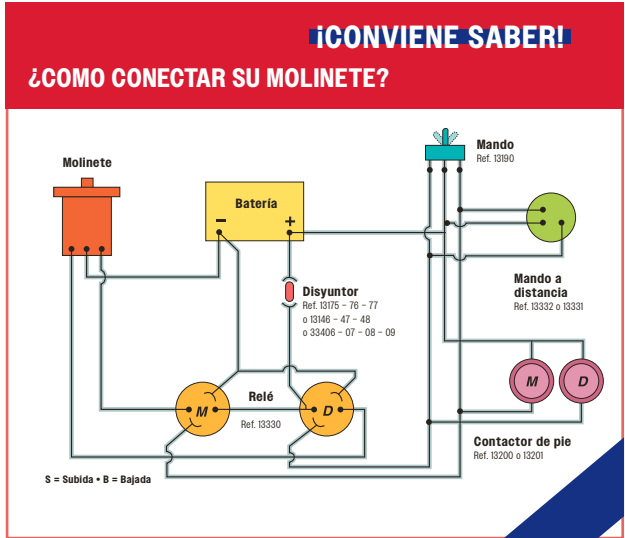 ¡CONVIENE SABER!
¿COMO CONECTAR SU MOLINETE?
Molinete
Batería
–
+
Mando
Ref. 13190
Mando a
distancia
Ref. 13332 o 13331
Disyuntor
Ref. 13175 – 76 – 77
o 13146 – 47 – 48
o 33406 – 07 – 08 – 09
M
Relé
Ref. 13330
D
M
D
Contactor de pie
Ref. 13200 o 13201
S = Subida • B = Bajada